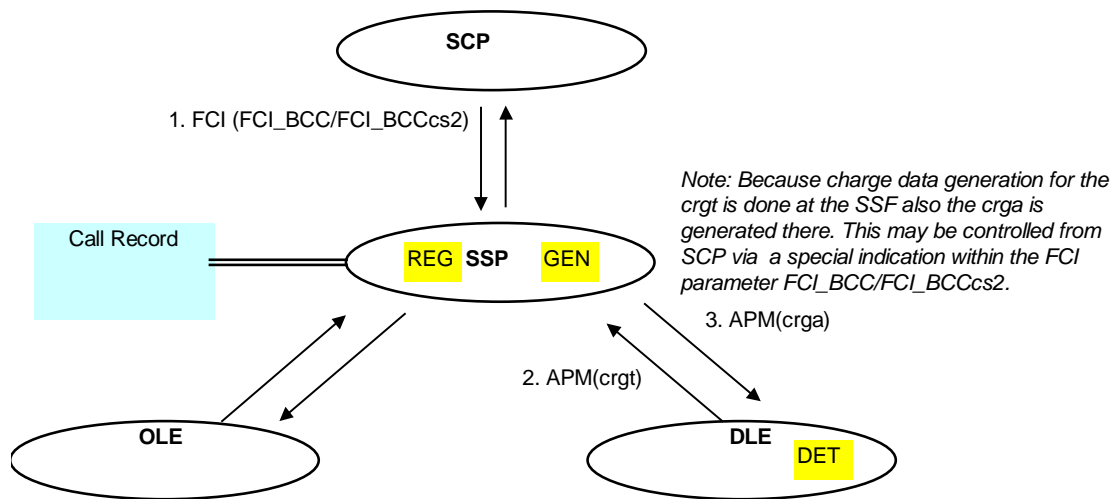 SCP
1. FCI (FCI_BCC/FCI_BCCcs2)
Note: Because charge data generation for the
crgt is done at the SSF also the crga is
generated there. This may be controlled from
SCP via a special indication within the FCI
parameter FCI_BCC/FCI_BCCcs2.
Call Record
REG SSP GEN
3. APM(crga)
2. APM(crgt)
OLE
DLE
DET